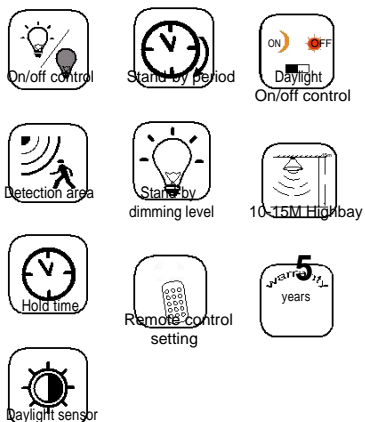 On/off control
Stand-by period
ON
OFF
Daylight
On/off control
Detection area
Stand-by
dimming level
10-15M Highbay
Hold time
Remote control
setting
5
warranty
years
Daylight sensor